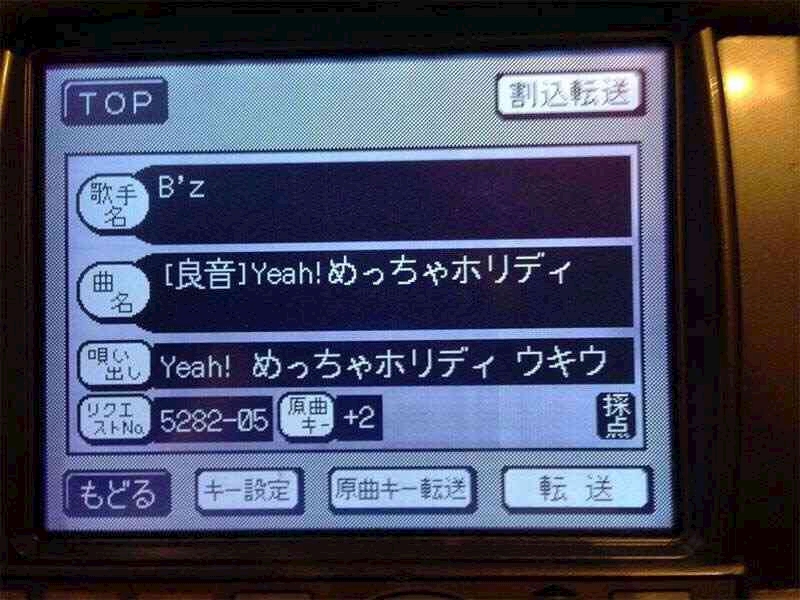 TOP
割込転送
歌手名
B'z
曲名
[良音]Yeah!めっちゃホリディ
唄い出し
Yeah! めっちゃホリディ ウキウ
リクエストNo.
5282-05
原曲キー
+2
採点
もどる
キー設定
原曲キー転送
転送